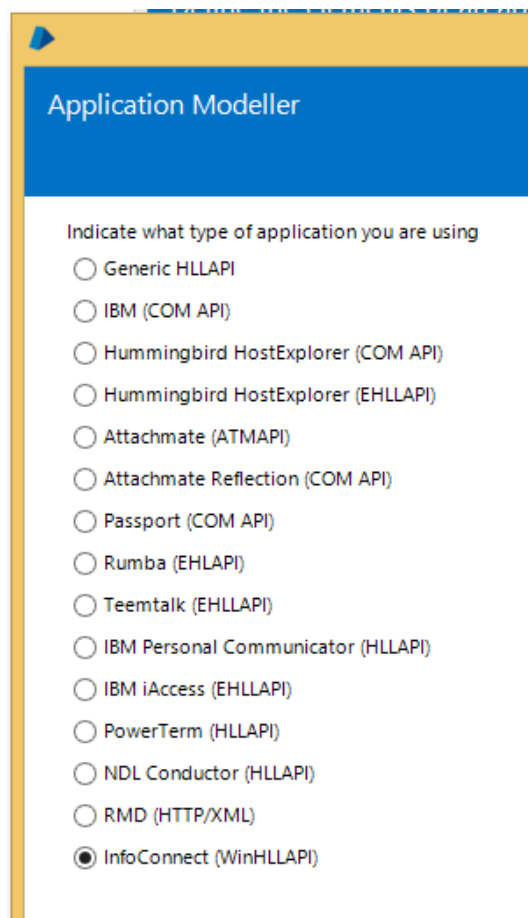 Application Modeller
Indicate what type of application you are using
Generic HLLAPI
IBM (COM API)
Hummingbird HostExplorer (COM API)
Hummingbird HostExplorer (EHLLAPI)
Attachmate (ATMAPI)
Attachmate Reflection (COM API)
Passport (COM API)
Rumba (EHLAPI)
Teemtalk (EHLLAPI)
IBM Personal Communicator (HLLAPI)
IBM iAccess (EHLLAPI)
PowerTerm (HLLAPI)
NDL Conductor (HLLAPI)
RMD (HTTP/XML)
InfoConnect (WinHLLAPI)